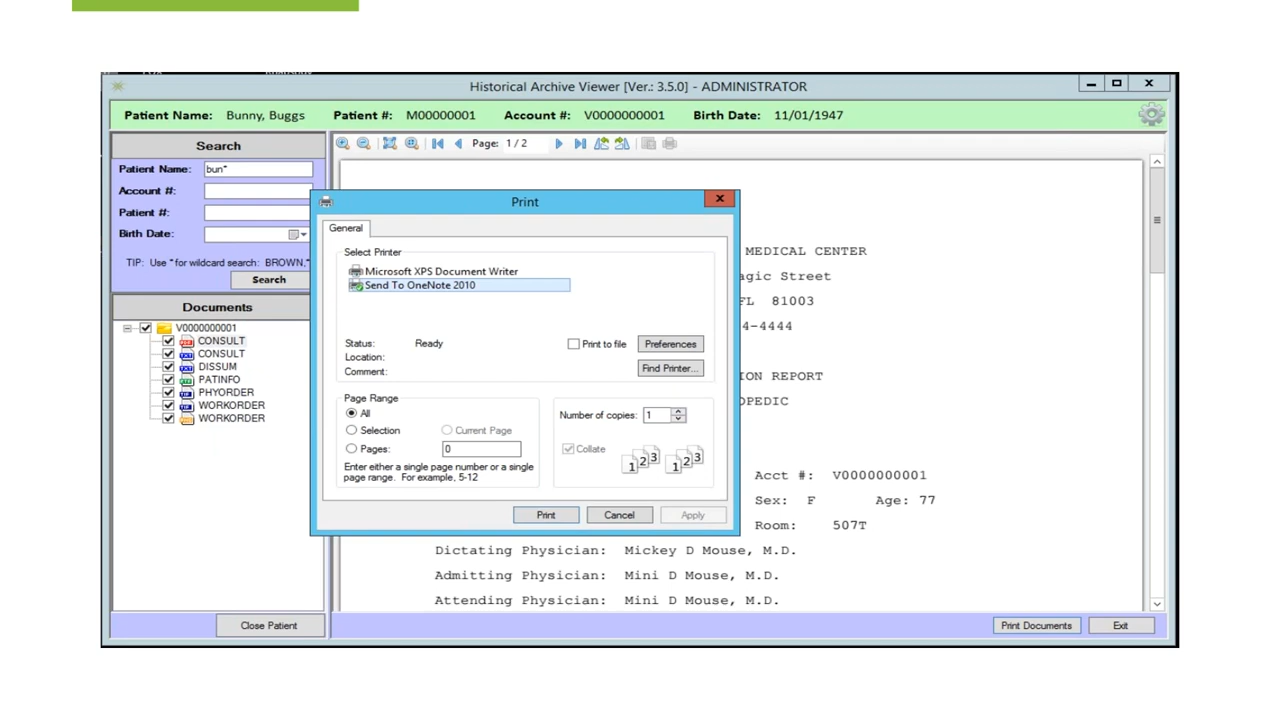 Historical Archive Viewer [Ver.: 3.5.0] - ADMINISTRATOR
Patient Name: Bunny, Buggs Patient #: M00000001 Account #: V0000000001 Birth Date: 11/01/1947
Search
Patient Name: bun*
Account #:
Patient #:
Birth Date:
TIP: Use * for wildcard search: BROWN,*
Search
Documents
V0000000001
CONSULT
CONSULT
DISSUM
PATINFO
PHYORDER
WORKORDER
WORKORDER
Close Patient
Page: 1 / 2
MEDICAL CENTER
agic Street
FL 81003
4-4444
ION REPORT
OPEDIC
Acct #: V0000000001
Sex: F Age: 77
Room: 507T
Dictating Physician: Mickey D Mouse, M.D.
Admitting Physician: Mini D Mouse, M.D.
Attending Physician: Mini D Mouse, M.D.
Print
General
Select Printer
Microsoft XPS Document Writer
Send To OneNote 2010
Status: Ready
Location:
Comment:
Print to file
Preferences
Find Printer...
Page Range
All
Selection
Current Page
Pages: 0
Enter either a single page number or a single
page range. For example, 5-12
Number of copies: 1
Collate
1 2 3 1 2 3
Print Cancel Apply
Print Documents Exit